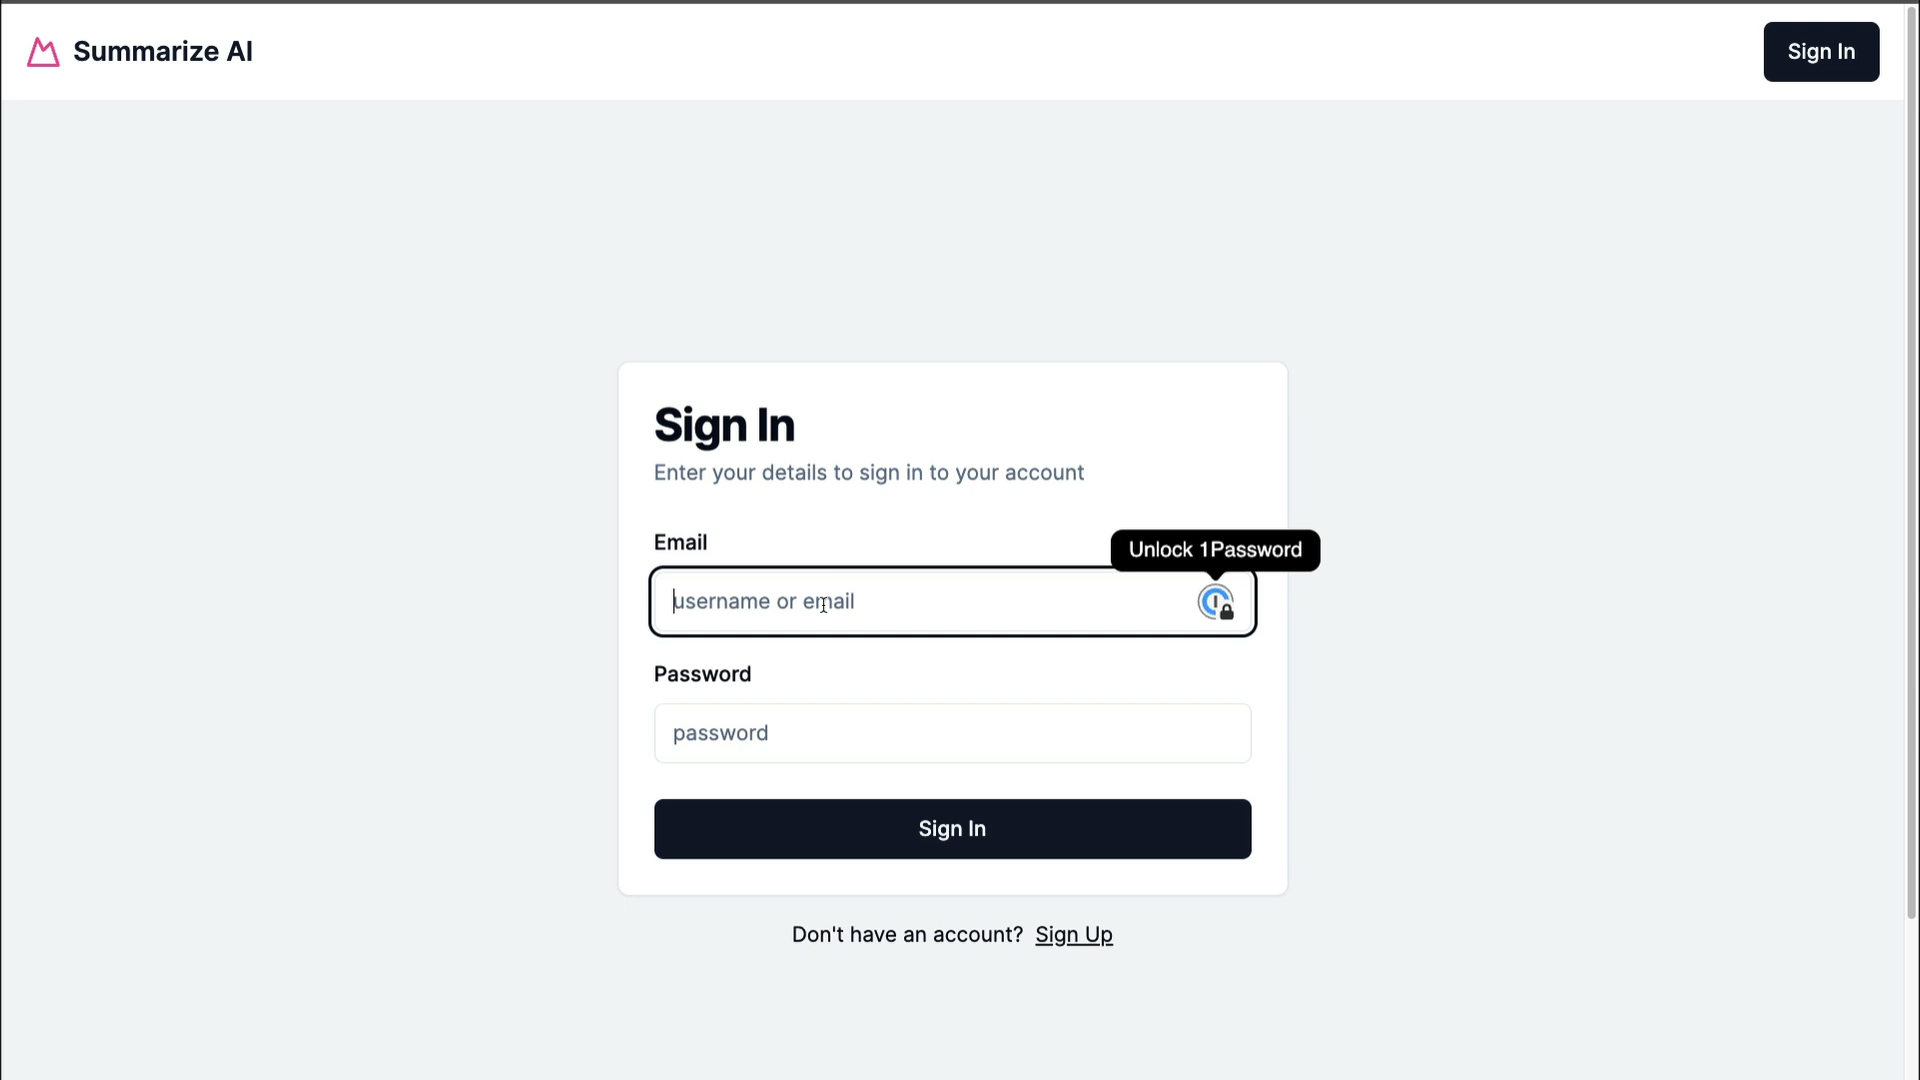 Summarize AI
Sign In
Sign In
Enter your details to sign in to your account
Email
Unlock 1Password
username or email
Password
password
Sign In
Don't have an account? Sign Up